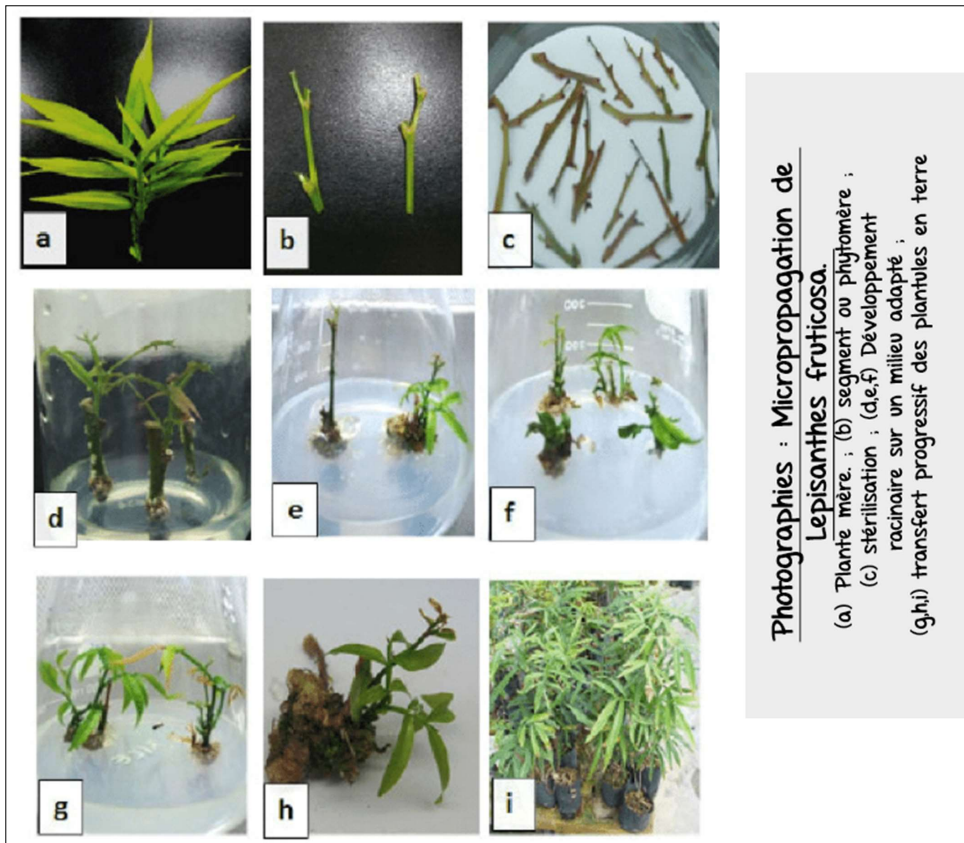 a
b
c
d
e
f
g
h
i
Photographies : Micropropagation de
Lepisanthes fruticosa.
(a) Plante mère. ; (b) segment ou phytomère ;
(c) stérilisation ; (d,e,f) Développement
racinaire sur un milieu adapté ;
(g,h,i) transfert progressif des plantules en terre